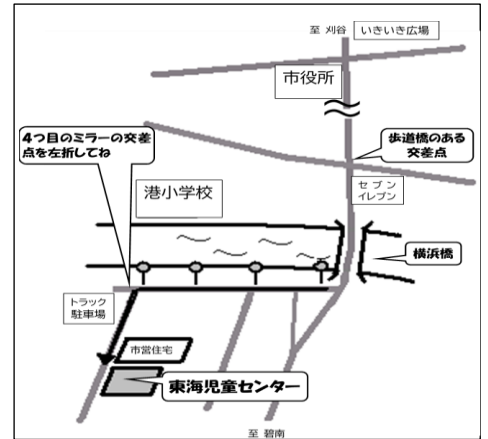 至 刈谷
いきいき広場
市役所
4つ目のミラーの交差
点を左折してね
歩道橋のある
交差点
港小学校
セブン
イレブン
横浜橋
トラック
駐車場
市営住宅
東海児童センター
至 碧南